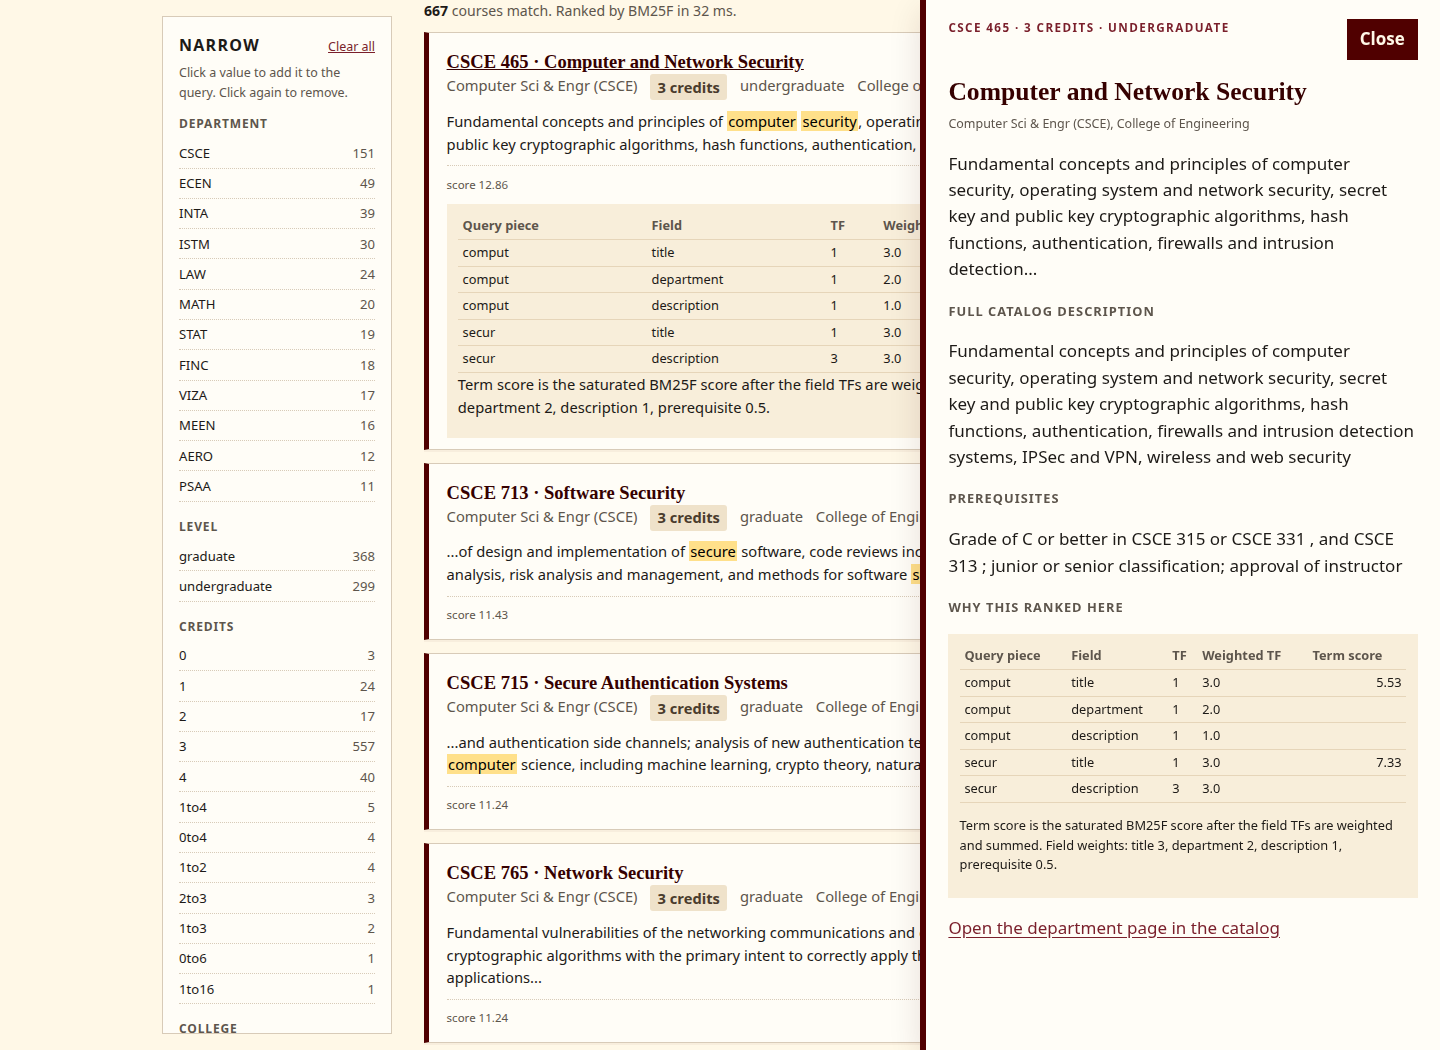 NARROW
Clear all
Click a value to add it to the
query. Click again to remove.
DEPARTMENT
CSCE 151
ECEN 49
INTA 39
ISTM 30
LAW 24
MATH 20
STAT 19
FINC 18
VIZA 17
MEEN 16
AERO 12
PSAA 11
LEVEL
graduate 368
undergraduate 299
CREDITS
0 3
1 24
2 17
3 557
4 40
1to4 5
0to4 4
1to2 4
2to3 3
1to3 2
0to6 1
1to16 1
COLLEGE
667 courses match. Ranked by BM25F in 32 ms.
CSCE 465 · Computer and Network Security
Computer Sci & Engr (CSCE) 3 credits undergraduate College o
Fundamental concepts and principles of computer security, operatin
public key cryptographic algorithms, hash functions, authentication,
score 12.86
Query piece Field TF Weigh
comput title 1 3.0
comput department 1 2.0
comput description 1 1.0
secur title 1 3.0
secur description 3 3.0
Term score is the saturated BM25F score after the field TFs are weig
department 2, description 1, prerequisite 0.5.
CSCE 713 · Software Security
Computer Sci & Engr (CSCE) 3 credits graduate College of Engi
...of design and implementation of secure software, code reviews inc
analysis, risk analysis and management, and methods for software s
score 11.43
CSCE 715 · Secure Authentication Systems
Computer Sci & Engr (CSCE) 3 credits graduate College of Engi
...and authentication side channels; analysis of new authentication te
computer science, including machine learning, crypto theory, natura
score 11.24
CSCE 765 · Network Security
Computer Sci & Engr (CSCE) 3 credits graduate College of Engi
Fundamental vulnerabilities of the networking communications and
cryptographic algorithms with the primary intent to correctly apply th
applications...
score 11.24
CSCE 465 · 3 CREDITS · UNDERGRADUATE
Close
Computer and Network Security
Computer Sci & Engr (CSCE), College of Engineering
Fundamental concepts and principles of computer
security, operating system and network security, secret
key and public key cryptographic algorithms, hash
functions, authentication, firewalls and intrusion
detection...
FULL CATALOG DESCRIPTION
Fundamental concepts and principles of computer
security, operating system and network security, secret
key and public key cryptographic algorithms, hash
functions, authentication, firewalls and intrusion detection
systems, IPSec and VPN, wireless and web security
PREREQUISITES
Grade of C or better in CSCE 315 or CSCE 331 , and CSCE
313 ; junior or senior classification; approval of instructor
WHY THIS RANKED HERE
Query piece Field TF Weighted TF Term score
comput title 1 3.0 5.53
comput department 1 2.0
comput description 1 1.0
secur title 1 3.0 7.33
secur description 3 3.0
Term score is the saturated BM25F score after the field TFs are weighted
and summed. Field weights: title 3, department 2, description 1,
prerequisite 0.5.
Open the department page in the catalog